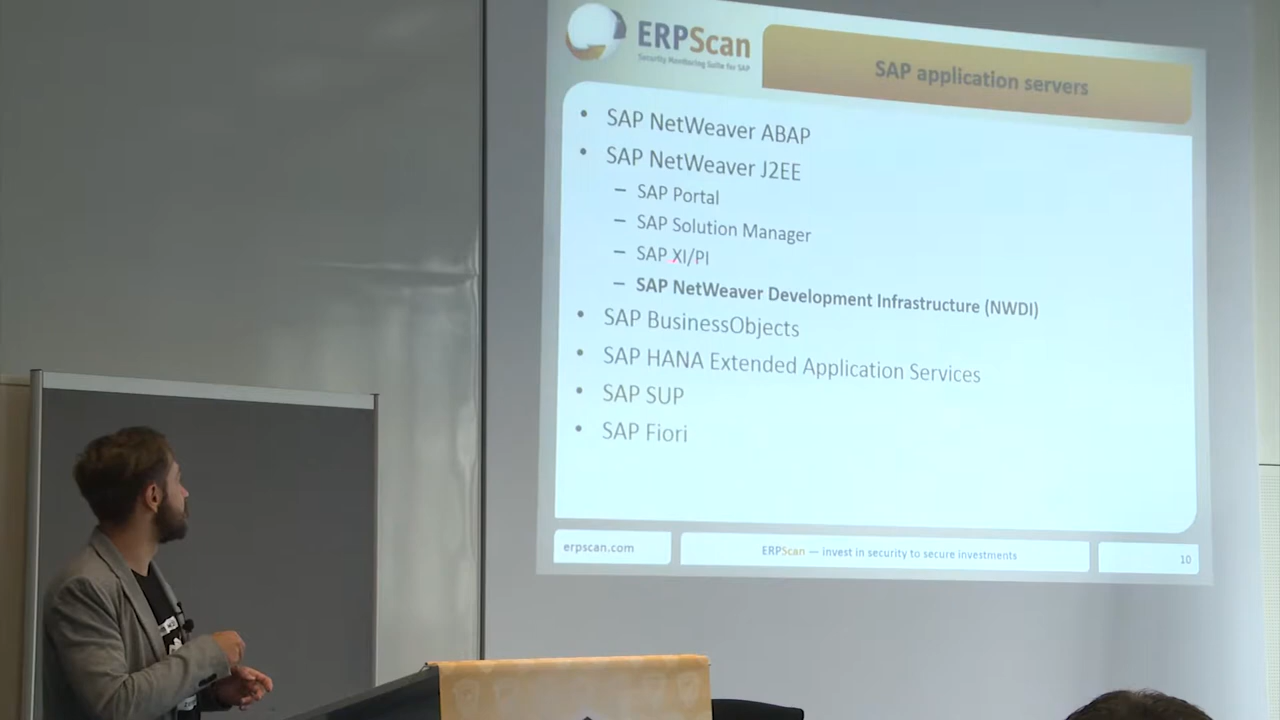 ERPScan
Security Monitoring Suite for SAP
SAP application servers
• SAP NetWeaver ABAP
• SAP NetWeaver J2EE
– SAP Portal
– SAP Solution Manager
– SAP XI/PI
– SAP NetWeaver Development Infrastructure (NWDI)
• SAP BusinessObjects
• SAP HANA Extended Application Services
• SAP SUP
• SAP Fiori
erpscan.com
ERPScan — invest in security to secure investments
10